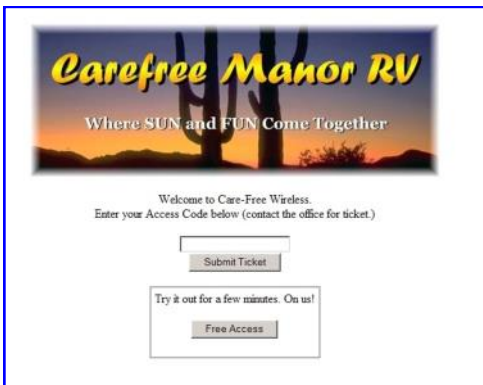 Carefree Manor RV
Where SUN and FUN Come Together
Welcome to Care-Free Wireless.
Enter your Access Code below (contact the office for ticket.)
Submit Ticket
Try it out for a few minutes. On us!
Free Access